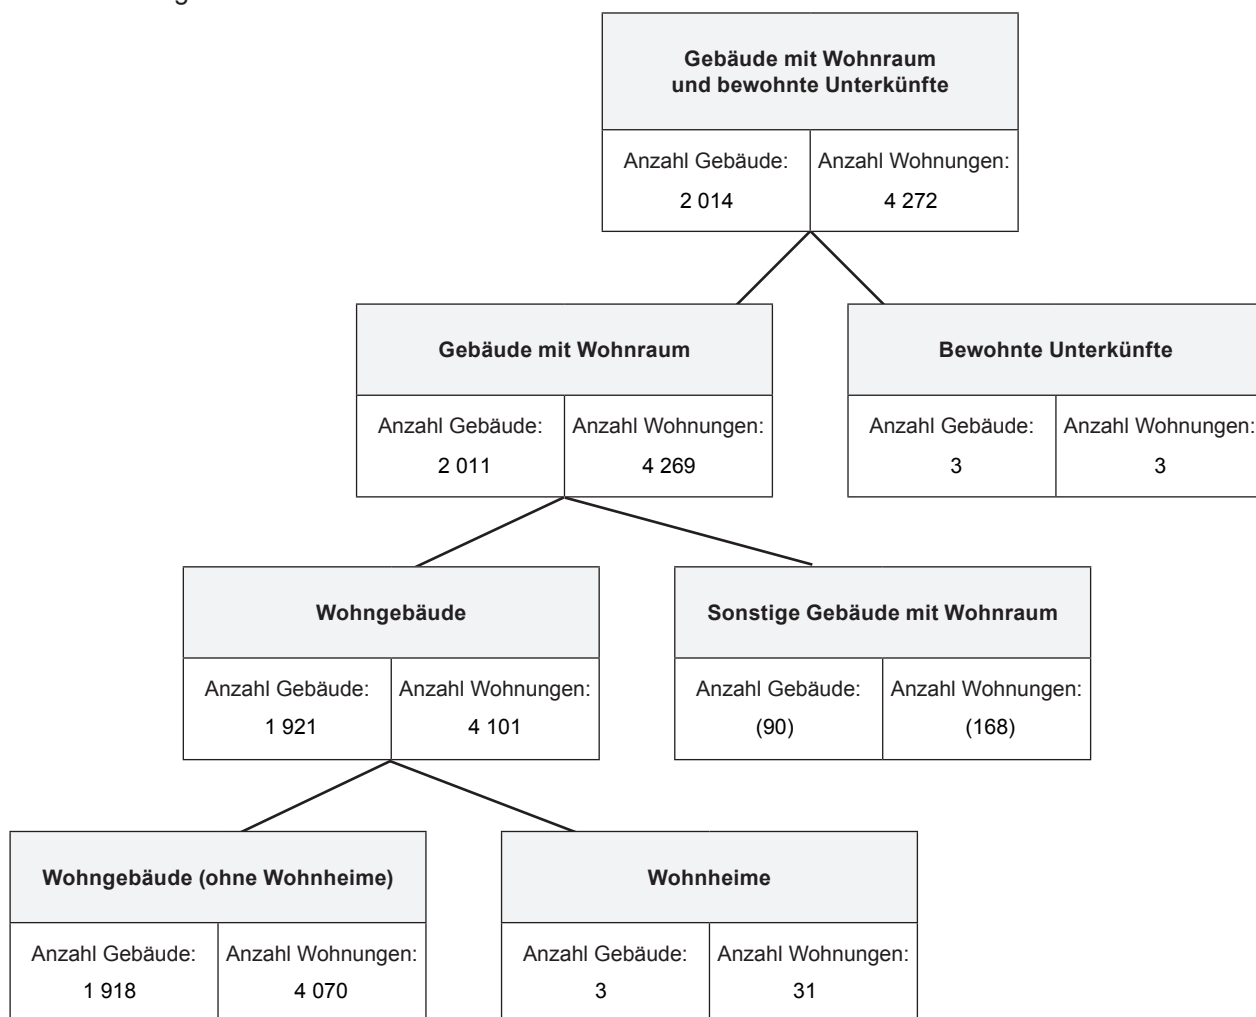 Gebäude mit Wohnraum
und bewohnte Unterkünfte
Anzahl Gebäude: Anzahl Wohnungen:
2 014 4 272
Gebäude mit Wohnraum
Anzahl Gebäude: Anzahl Wohnungen:
2 011 4 269
Bewohnte Unterkünfte
Anzahl Gebäude: Anzahl Wohnungen:
3 3
Wohngebäude
Anzahl Gebäude: Anzahl Wohnungen:
1 921 4 101
Sonstige Gebäude mit Wohnraum
Anzahl Gebäude: Anzahl Wohnungen:
(90) (168)
Wohngebäude (ohne Wohnheime)
Anzahl Gebäude: Anzahl Wohnungen:
1 918 4 070
Wohnheime
Anzahl Gebäude: Anzahl Wohnungen:
3 31